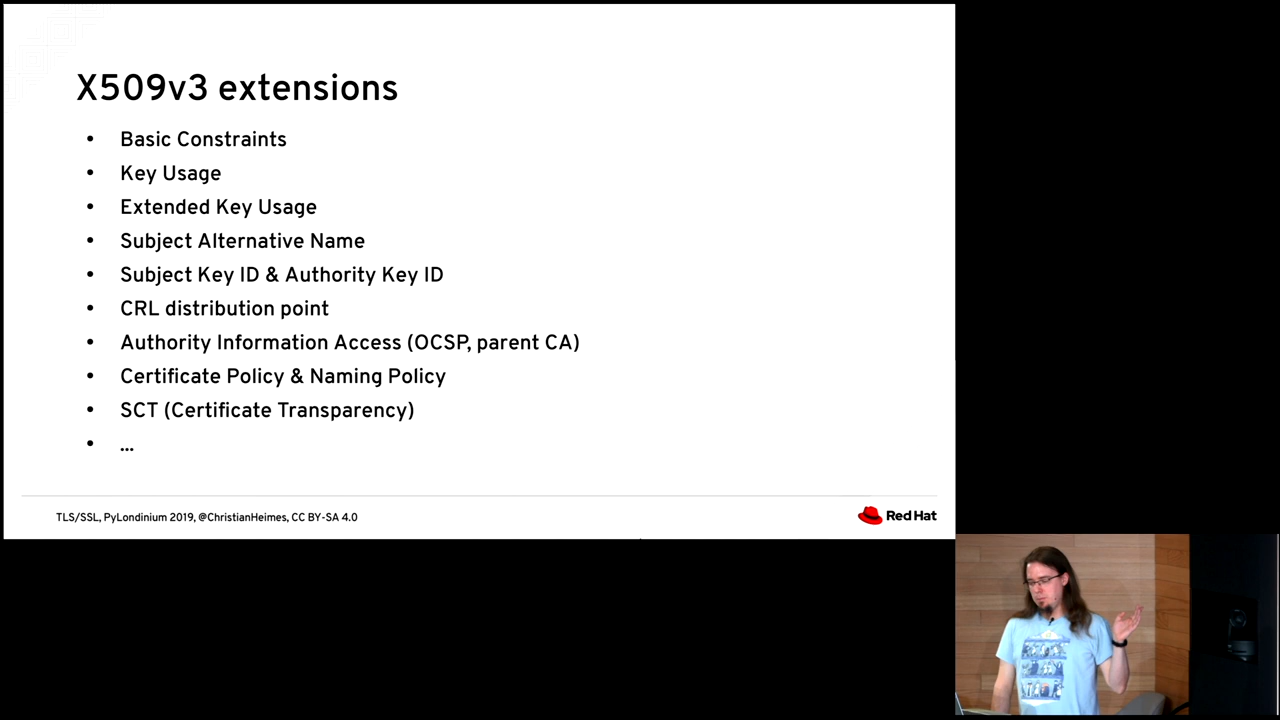 X509v3 extensions
• Basic Constraints
• Key Usage
• Extended Key Usage
• Subject Alternative Name
• Subject Key ID & Authority Key ID
• CRL distribution point
• Authority Information Access (OCSP, parent CA)
• Certificate Policy & Naming Policy
• SCT (Certificate Transparency)
• ...
TLS/SSL, PyLondinium 2019, @ChristianHeimes, CC BY-SA 4.0
Red Hat